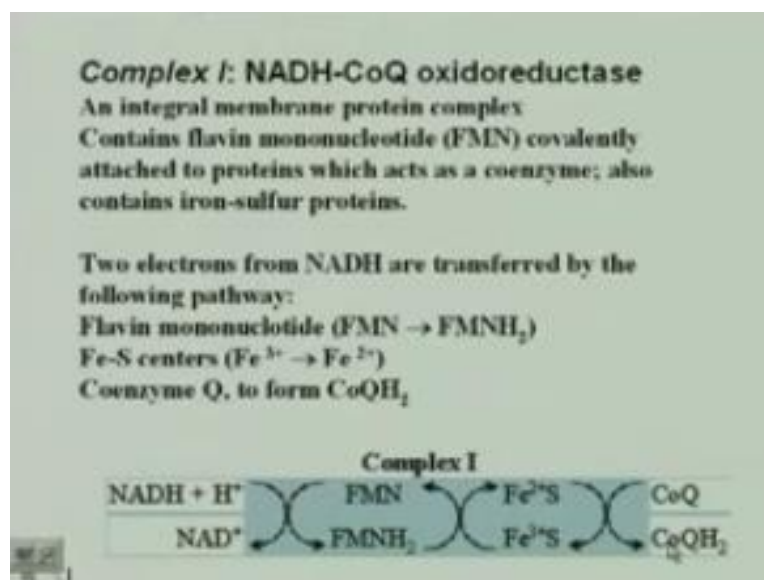 Complex I: NADH-CoQ oxidoreductase
An integral membrane protein complex
Contains flavin mononucleotide (FMN) covalently
attached to proteins which acts as a coenzyme; also
contains iron-sulfur proteins.
Two electrons from NADH are transferred by the
following pathway:
Flavin mononuclotide (FMN → FMNH₂)
Fe-S centers (Fe³⁺ → Fe²⁺)
Coenzyme Q, to form CoQH₂
Complex I
NADH + H⁺ FMN Fe²⁺S CoQ
NAD⁺ FMNH₂ Fe³⁺S CoQH₂